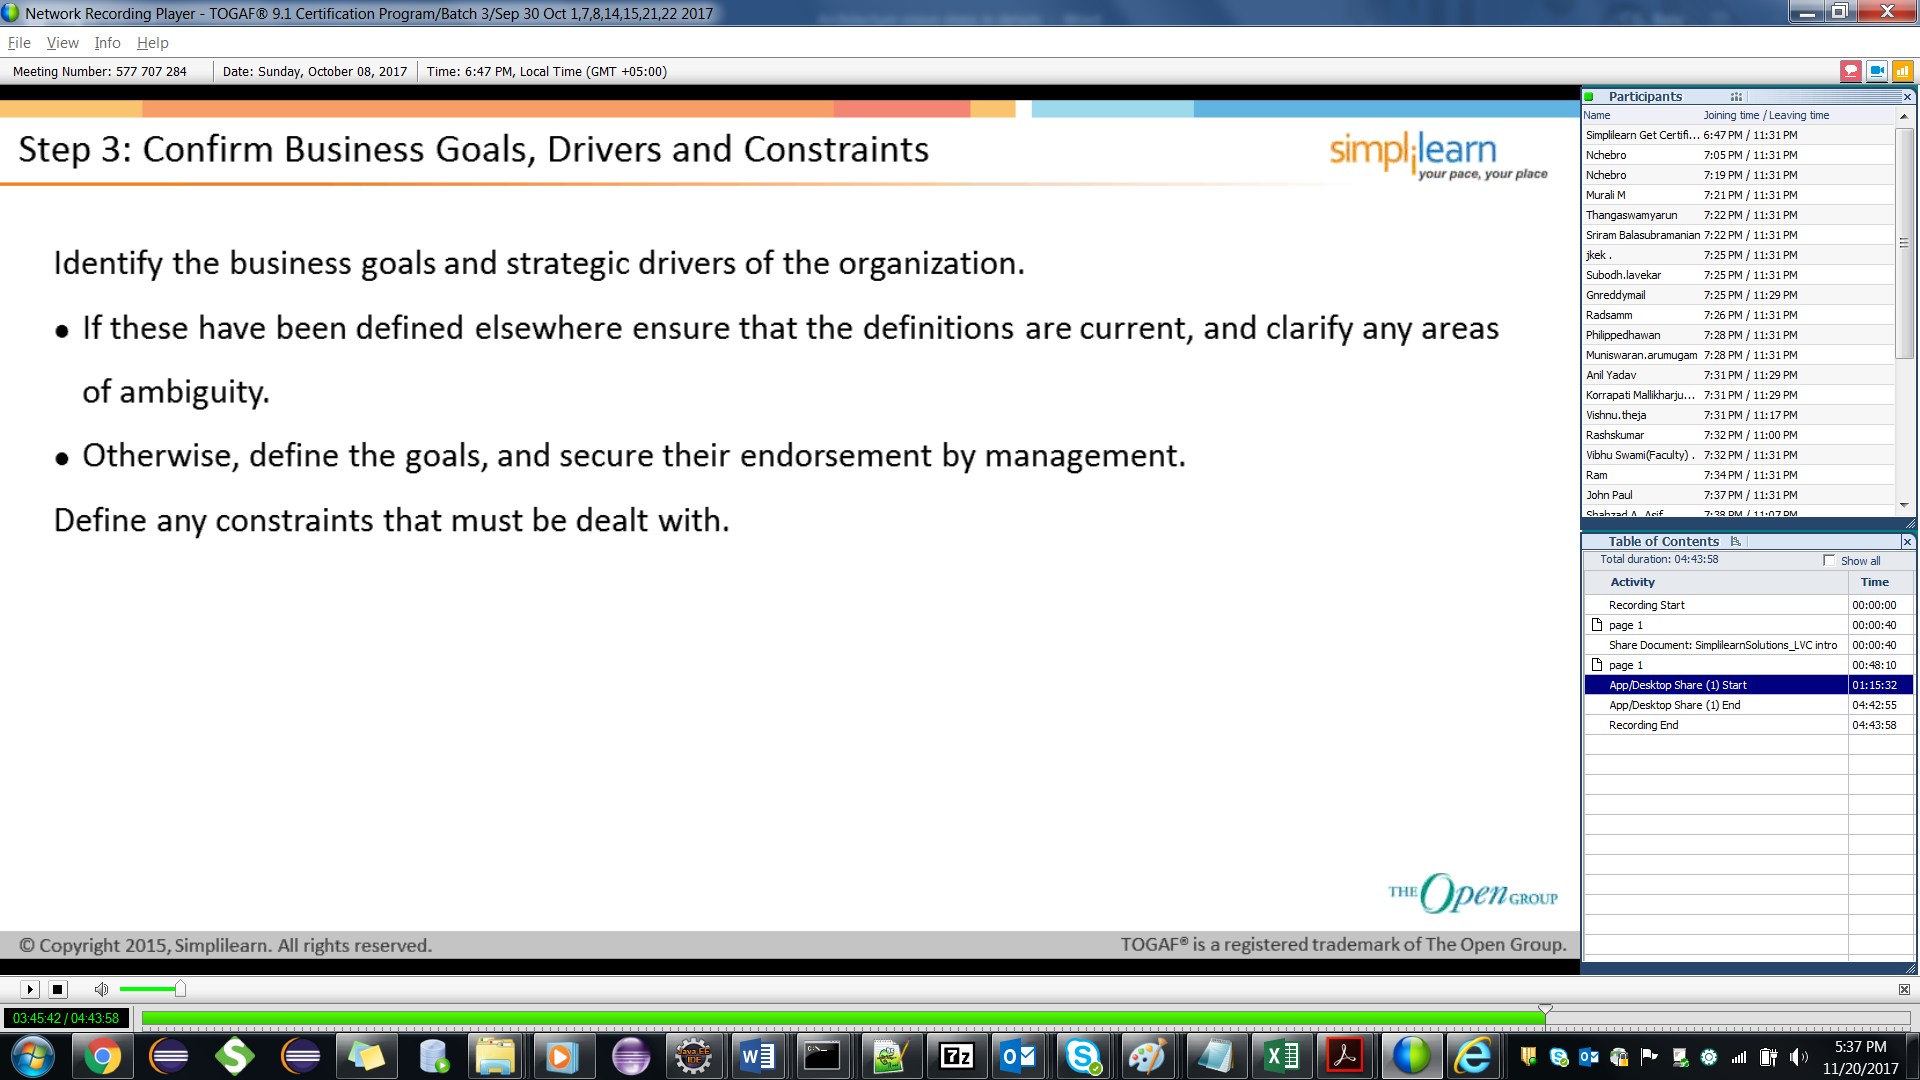 Network Recording Player - TOGAF® 9.1 Certification Program/Batch 3/Sep 30 Oct 1,7,8,14,15,21,22 2017
File View Info Help
Meeting Number: 577 707 284 Date: Sunday, October 08, 2017 Time: 6:47 PM, Local Time (GMT +05:00)
Step 3: Confirm Business Goals, Drivers and Constraints
simplilearn
your pace, your place
Identify the business goals and strategic drivers of the organization.
• If these have been defined elsewhere ensure that the definitions are current, and clarify any areas
of ambiguity.
• Otherwise, define the goals, and secure their endorsement by management.
Define any constraints that must be dealt with.
THE Open GROUP
© Copyright 2015, Simplilearn. All rights reserved.
TOGAF® is a registered trademark of The Open Group.
Participants
Name Joining time / Leaving time
Simplilearn Get Certifi... 6:47 PM / 11:31 PM
Nchebro 7:05 PM / 11:31 PM
Nchebro 7:19 PM / 11:31 PM
Murali M 7:21 PM / 11:31 PM
Thangaswamyarun 7:22 PM / 11:31 PM
Sriram Balasubramanian 7:22 PM / 11:31 PM
jkek . 7:25 PM / 11:31 PM
Subodh.lavekar 7:25 PM / 11:31 PM
Gnreddymail 7:25 PM / 11:29 PM
Radsamm 7:26 PM / 11:31 PM
Philippedhawan 7:28 PM / 11:31 PM
Muniswaran.arumugam 7:28 PM / 11:31 PM
Anil Yadav 7:31 PM / 11:29 PM
Korrapati Mallikharju... 7:31 PM / 11:29 PM
Vishnu.theja 7:31 PM / 11:17 PM
Rashskumar 7:32 PM / 11:00 PM
Vibhu Swami(Faculty) . 7:32 PM / 11:31 PM
Ram 7:34 PM / 11:31 PM
John Paul 7:37 PM / 11:31 PM
Shahzad A. Asif 7:38 PM / 11:07 PM
Table of Contents
Total duration: 04:43:58 Show all
Activity Time
Recording Start 00:00:00
page 1 00:00:40
Share Document: SimplilearnSolutions_LVC intro 00:00:40
page 1 00:48:10
App/Desktop Share (1) Start 01:15:32
App/Desktop Share (1) End 04:42:55
Recording End 04:43:58
03:45:42 / 04:43:58
Java EE
IDE
7z
5:37 PM
11/20/2017